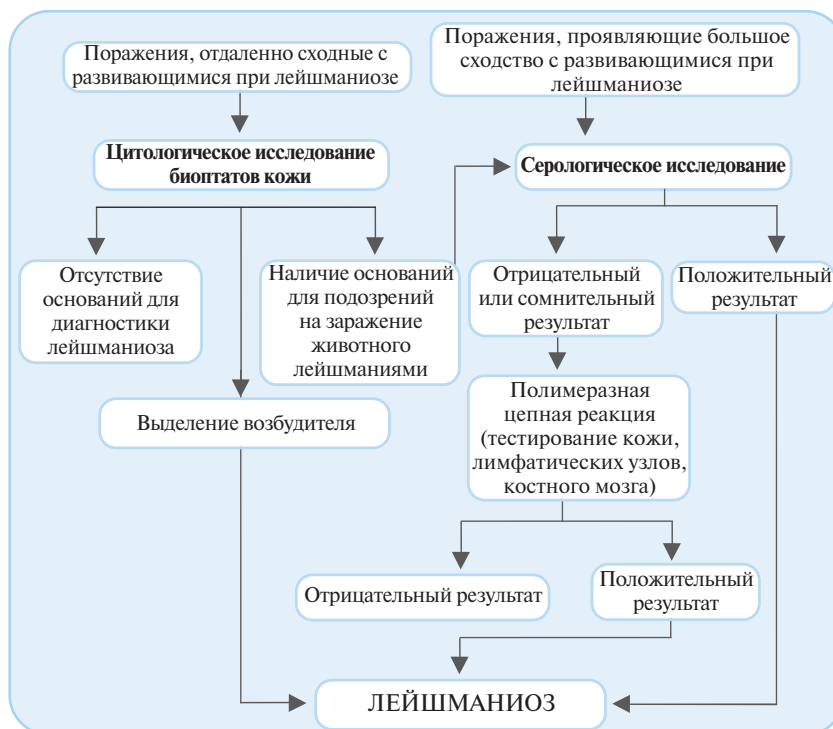 Поражения, отдаленно сходные с
развивающимися при лейшманиозе
Поражения, проявляющие большое
сходство с развивающимися при
лейшманиозе
Цитологическое исследование
биоптатов кожи
Серологическое исследование
Отсутствие
оснований для
диагностики
лейшманиоза
Наличие оснований
для подозрений
на заражение
животного
лейшманиями
Отрицательный
или сомнительный
результат
Положительный
результат
Выделение возбудителя
Полимеразная
цепная реакция
(тестирование кожи,
лимфатических узлов,
костного мозга)
Отрицательный результат
Положительный
результат
ЛЕЙШМАНИОЗ